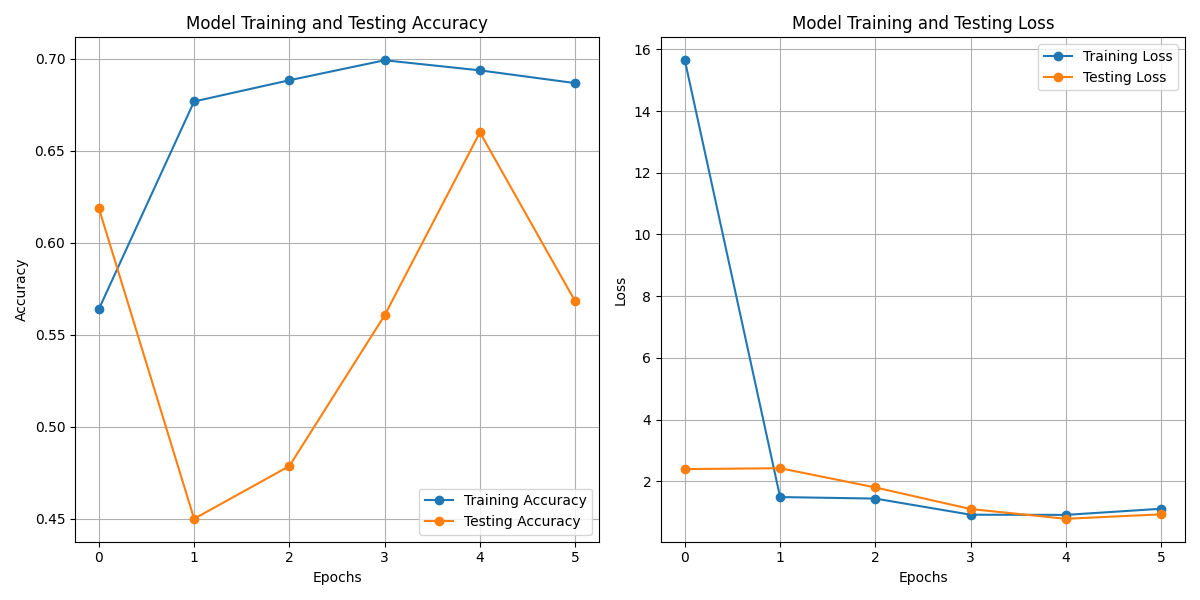 Model Training and Testing Accuracy
Accuracy
0.70
0.65
0.60
0.55
0.50
0.45
Training Accuracy
Testing Accuracy
0 1 2 3 4 5
Epochs
Model Training and Testing Loss
Loss
16
14
12
10
8
6
4
2
Training Loss
Testing Loss
0 1 2 3 4 5
Epochs